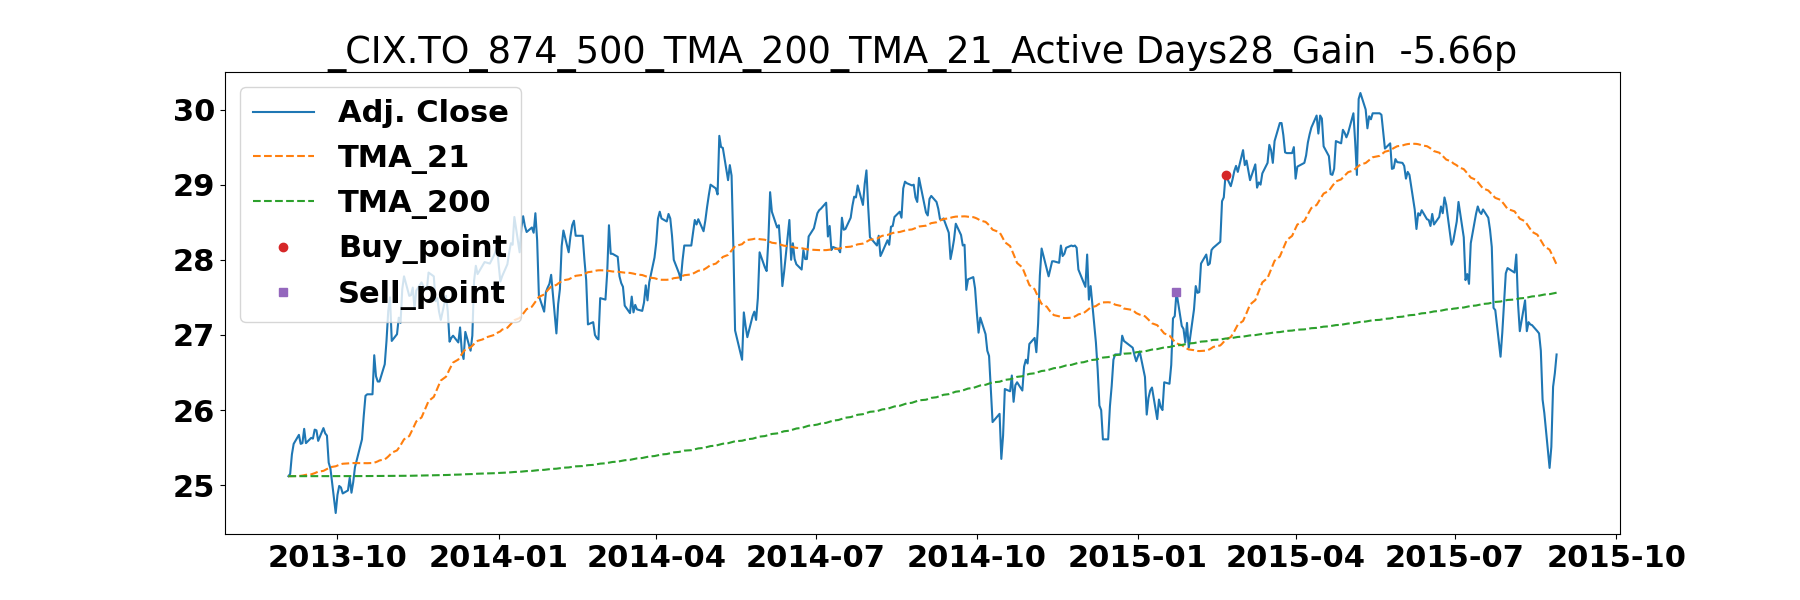 _CIX.TO_874_500_TMA_200_TMA_21_Active Days28_Gain  -5.66p
30
29
28
27
26
25
Adj. Close
TMA_21
TMA_200
Buy_point
Sell_point
2013-10
2014-01
2014-04
2014-07
2014-10
2015-01
2015-04
2015-07
2015-10